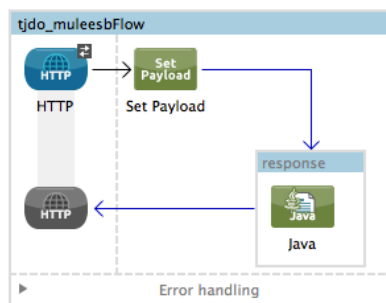 tjdo_muleesbFlow
HTTP
Set
Payload
HTTP
Set Payload
response
HTTP
Java
Java
Error handling